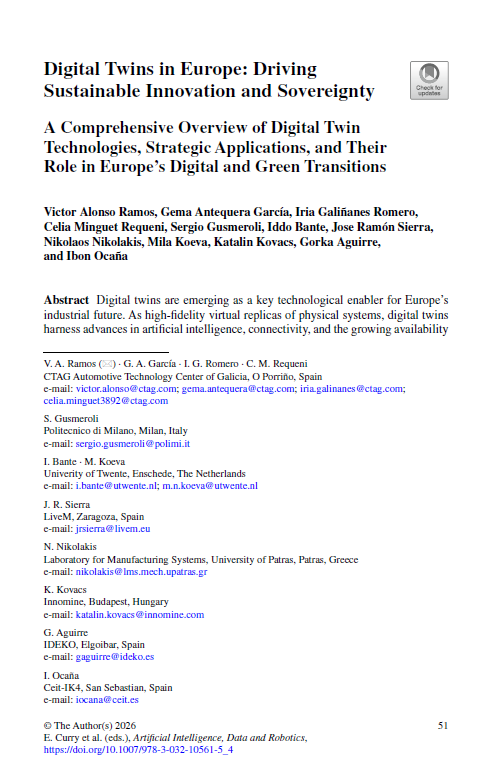 Digital Twins in Europe: Driving
Sustainable Innovation and Sovereignty
Check for
updates
A Comprehensive Overview of Digital Twin
Technologies, Strategic Applications, and Their
Role in Europe's Digital and Green Transitions
Victor Alonso Ramos, Gema Antequera García, Iria Galiñanes Romero,
Celia Minguet Requeni, Sergio Gusmeroli, Iddo Bante, Jose Ramón Sierra,
Nikolaos Nikolakis, Mila Koeva, Katalin Kovacs, Gorka Aguirre,
and Ibon Ocaña
Abstract Digital twins are emerging as a key technological enabler for Europe's
industrial future. As high-fidelity virtual replicas of physical systems, digital twins
harness advances in artificial intelligence, connectivity, and the growing availability
V. A. Ramos (✉) · G. A. García · I. G. Romero · C. M. Requeni
CTAG Automotive Technology Center of Galicia, O Porriño, Spain
e-mail: victor.alonso@ctag.com; gema.antequera@ctag.com; iria.galinanes@ctag.com;
celia.minguet3892@ctag.com
S. Gusmeroli
Politecnico di Milano, Milan, Italy
e-mail: sergio.gusmeroli@polimi.it
I. Bante · M. Koeva
Univerity of Twente, Enschede, The Netherlands
e-mail: i.bante@utwente.nl; m.n.koeva@utwente.nl
J. R. Sierra
LiveM, Zaragoza, Spain
e-mail: jrsierra@livem.eu
N. Nikolakis
Laboratory for Manufacturing Systems, University of Patras, Patras, Greece
e-mail: nikolakis@lms.mech.upatras.gr
K. Kovacs
Innomine, Budapest, Hungary
e-mail: katalin.kovacs@innomine.com
G. Aguirre
IDEKO, Elgoibar, Spain
e-mail: gaguirre@ideko.es
I. Ocaña
Ceit-IK4, San Sebastian, Spain
e-mail: iocana@ceit.es
© The Author(s) 2026 51
E. Curry et al. (eds.), Artificial Intelligence, Data and Robotics,
https://doi.org/10.1007/978-3-032-10561-5_4